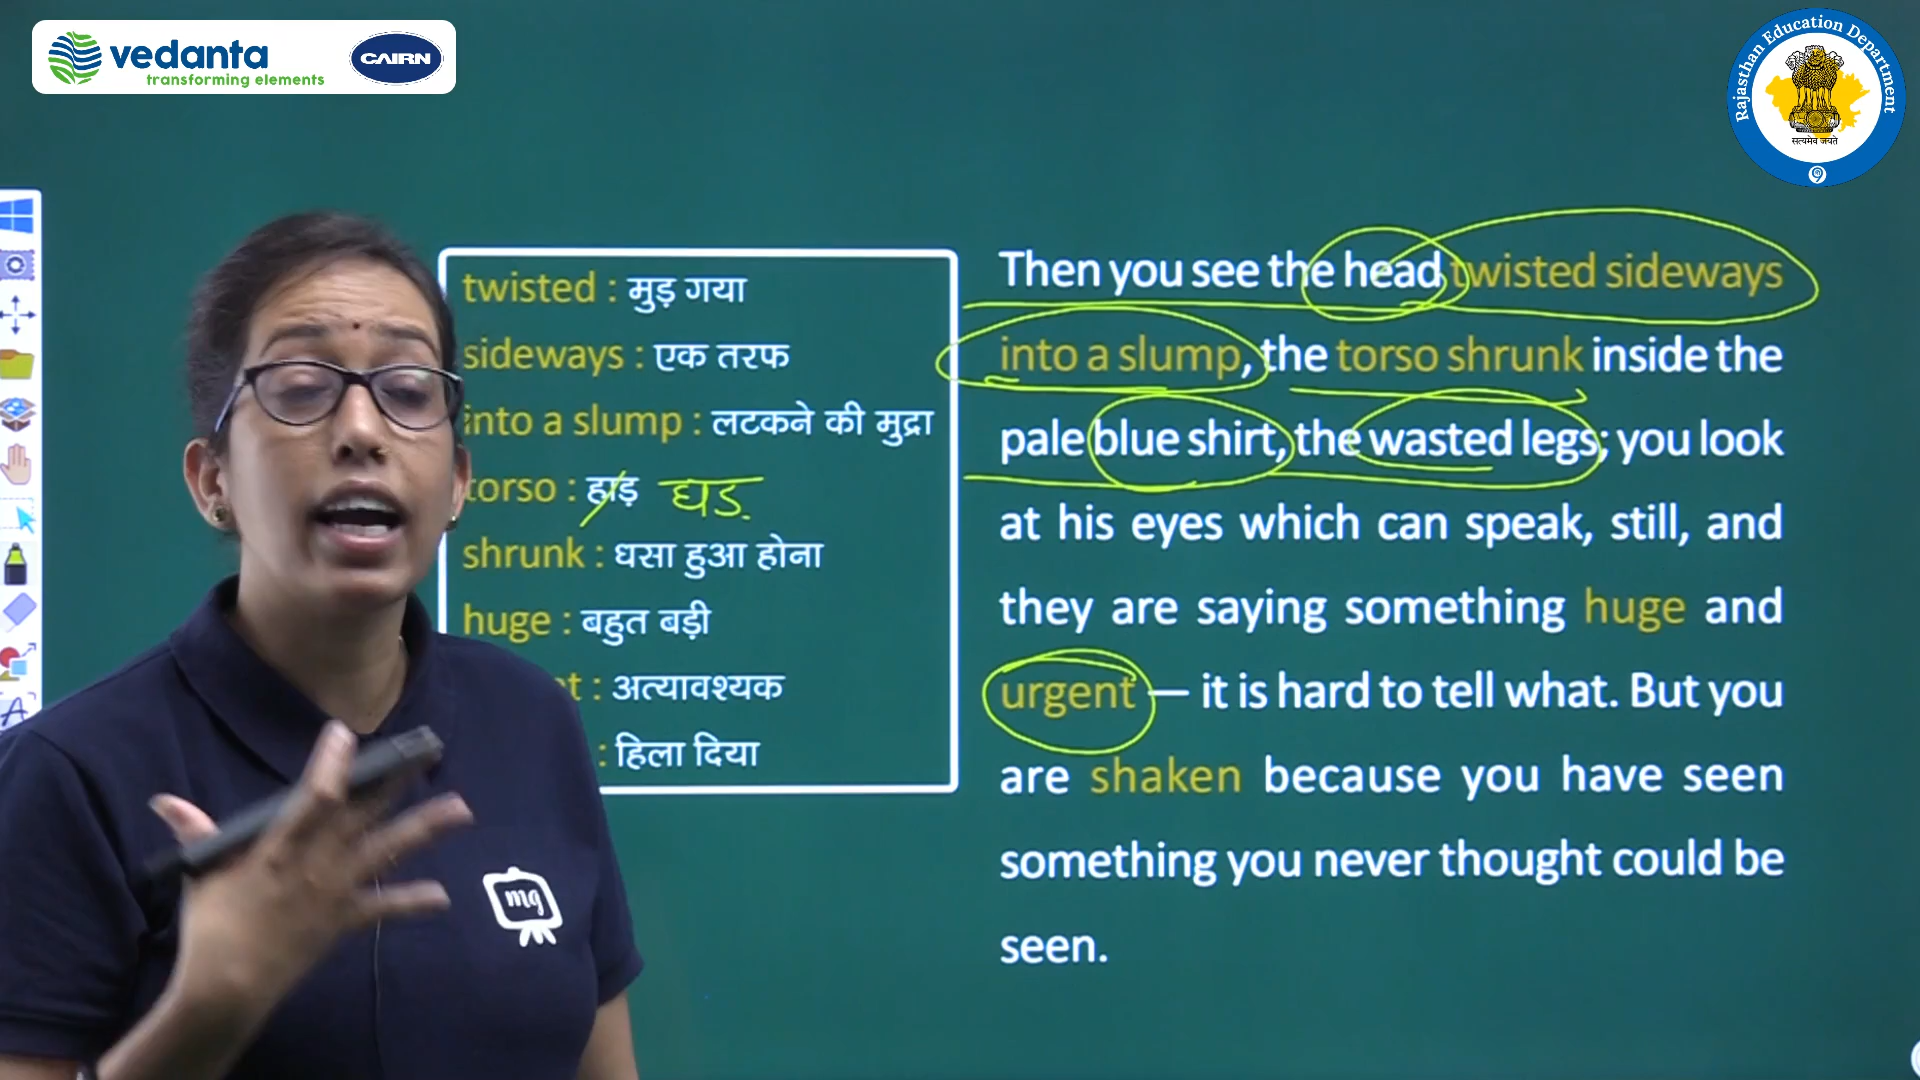 vedanta
transforming elements
CAIRN
Rajasthan Education Department
सत्यमेव जयते
twisted : मुड़ गया
sideways : एक तरफ
into a slump : लटकने की मुद्रा
torso : हाड़ धड़
shrunk : धसा हुआ होना
huge : बहुत बड़ी
t : अत्यावश्यक
: हिला दिया
Then you see the head twisted sideways
into a slump, the torso shrunk inside the
pale blue shirt, the wasted legs; you look
at his eyes which can speak, still, and
they are saying something huge and
urgent — it is hard to tell what. But you
are shaken because you have seen
something you never thought could be
seen.
mg